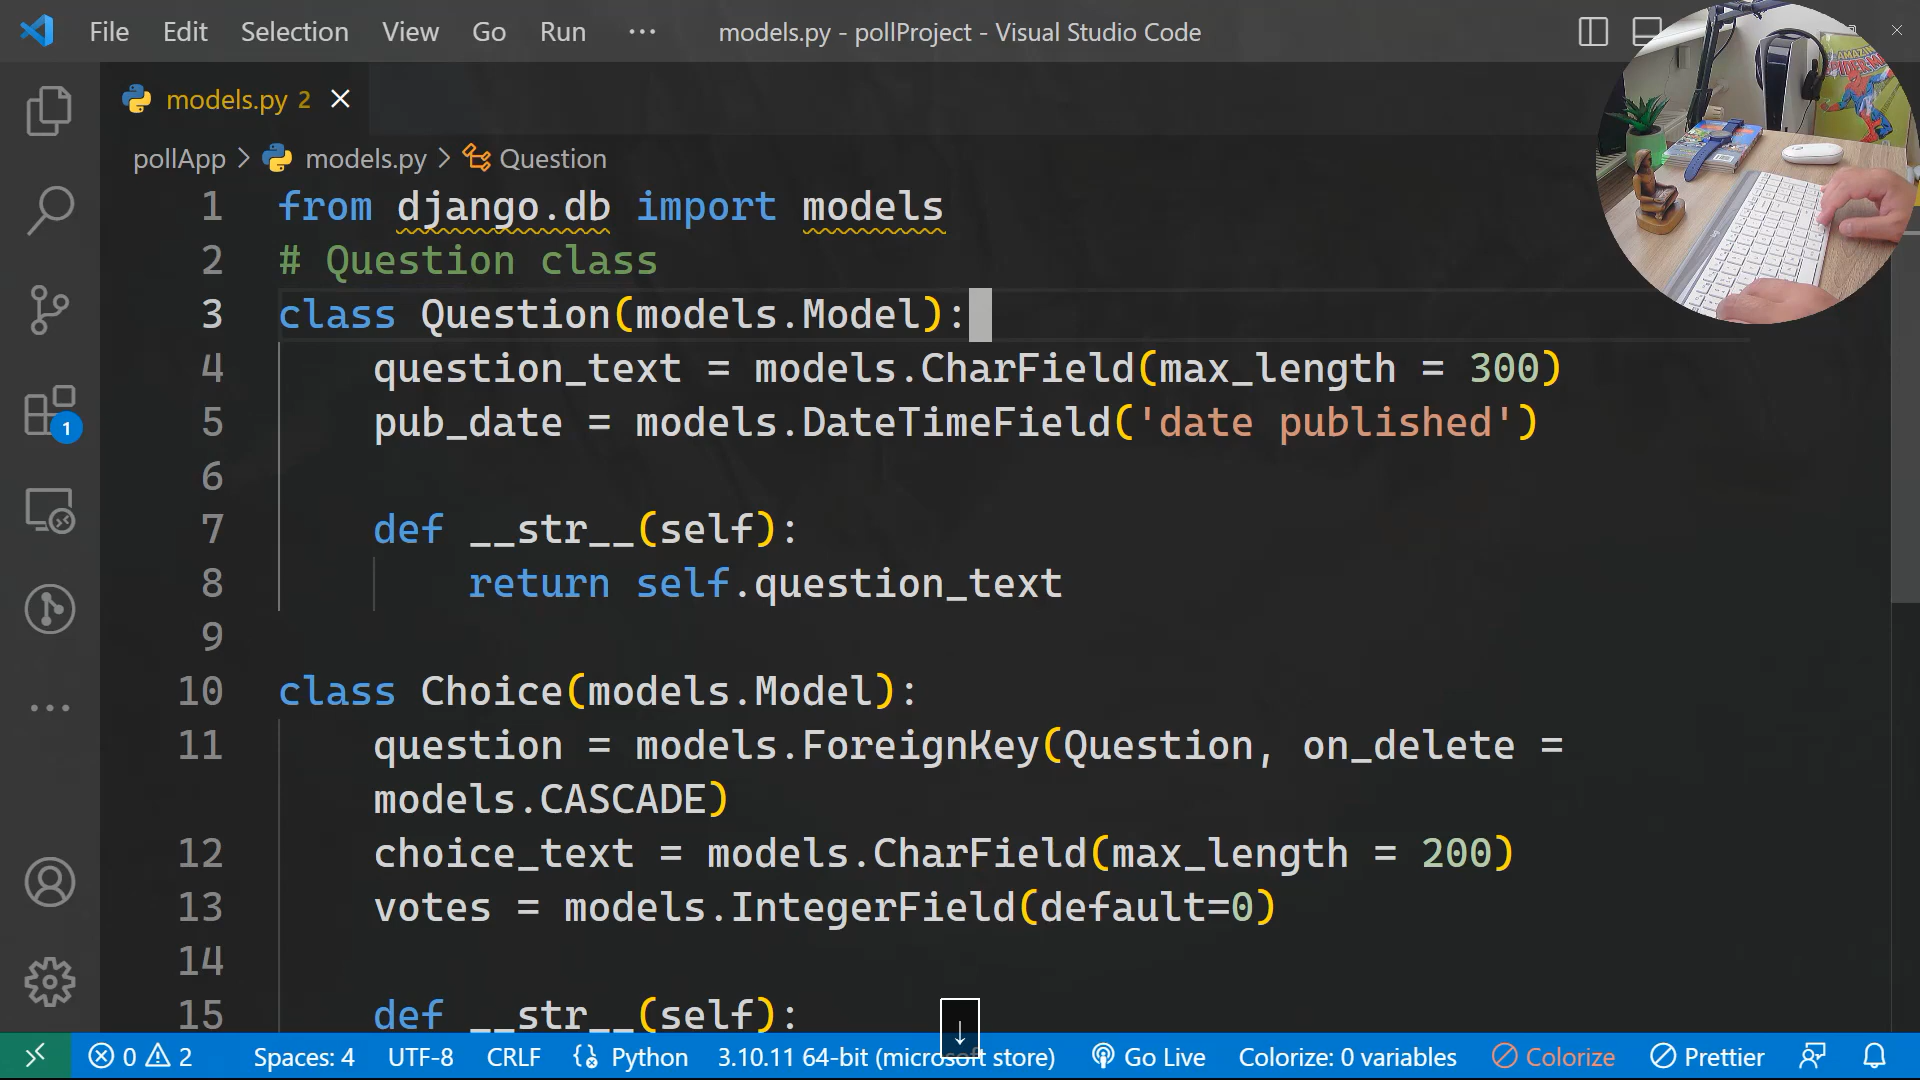 File Edit Selection View Go Run ··· models.py - pollProject - Visual Studio Code
models.py 2
pollApp > models.py > Question
1 from django.db import models
2 # Question class
3 class Question(models.Model):
4 question_text = models.CharField(max_length = 300)
5 pub_date = models.DateTimeField('date published')
6
7 def __str__(self):
8 return self.question_text
9
10 class Choice(models.Model):
11 question = models.ForeignKey(Question, on_delete =
models.CASCADE)
12 choice_text = models.CharField(max_length = 200)
13 votes = models.IntegerField(default=0)
14
15 def __str__(self):
1
↓
0 2 Spaces: 4 UTF-8 CRLF Python 3.10.11 64-bit (microsoft store) Go Live Colorize: 0 variables Colorize Prettier
AMAZING
SPIDER-MAN